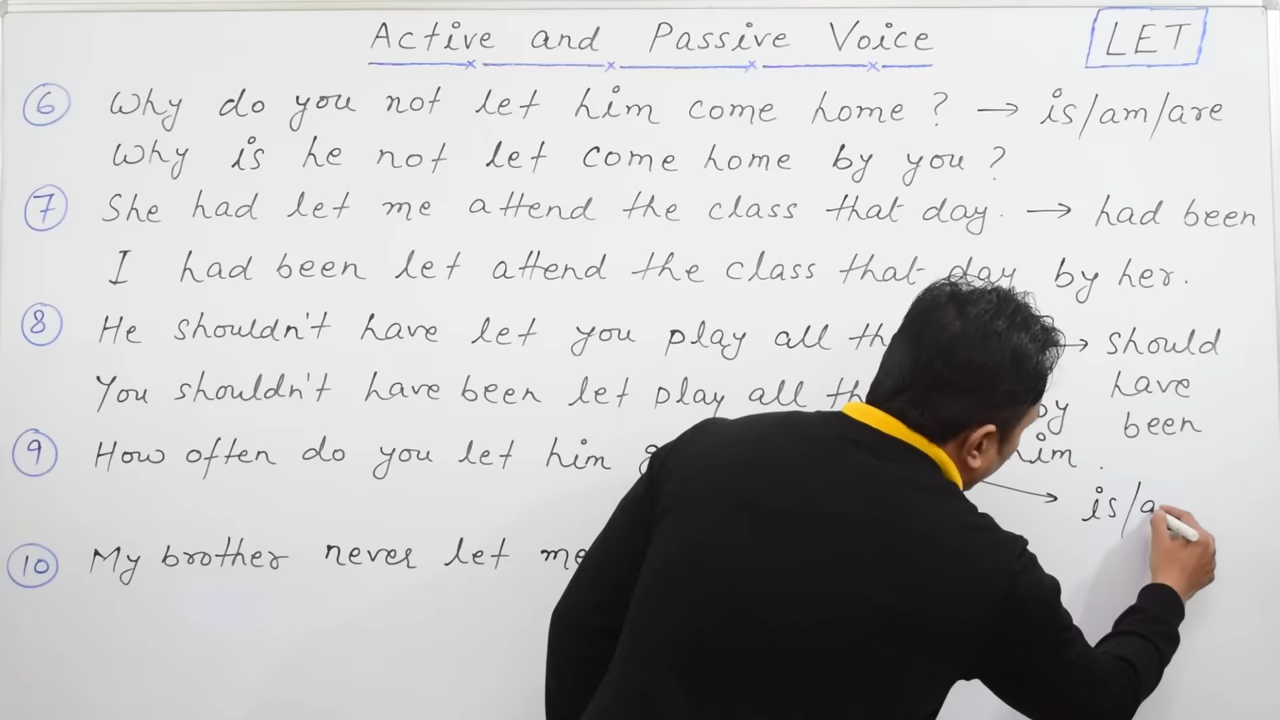 Active and Passive Voice LET
6 Why do you not let him come home ? → is/am/are
Why is he not let come home by you ?
7 She had let me attend the class that day. → had been
I had been let attend the class that day by her.
8 He shouldn't have let you play all → should
have
been
You shouldn't have been let play all by
him.
9 How often do you let him → is/a
10 My brother never let me